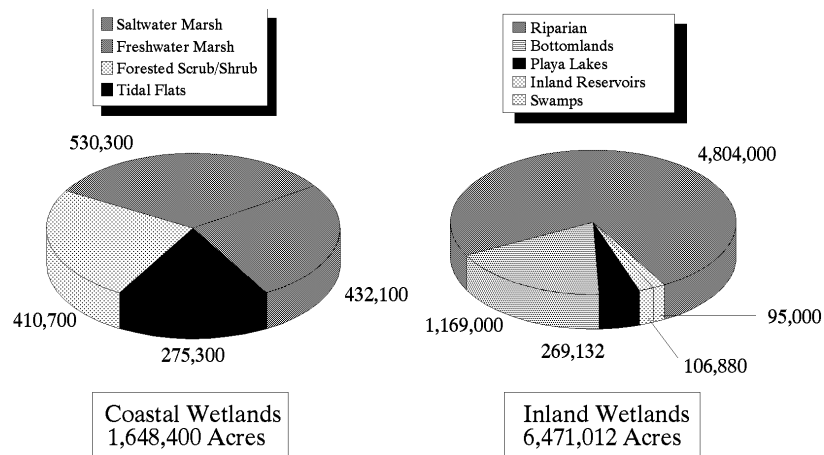 Saltwater Marsh
Freshwater Marsh
Forested Scrub/Shrub
Tidal Flats
530,300
432,100
410,700
275,300
Coastal Wetlands
1,648,400 Acres
Riparian
Bottomlands
Playa Lakes
Inland Reservoirs
Swamps
4,804,000
95,000
1,169,000
269,132
106,880
Inland Wetlands
6,471,012 Acres